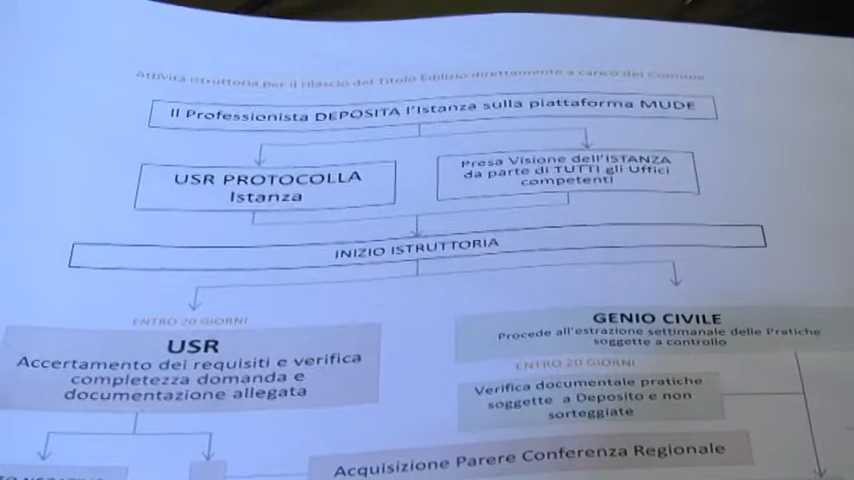 Attività istruttoria per il rilascio del Titolo Edilizio direttamente a carico del Comune
Il Professionista DEPOSITA l'Istanza sulla piattaforma MUDE
USR PROTOCOLLA
Istanza
Presa Visione dell'ISTANZA
da parte di TUTTI gli Uffici
competenti
INIZIO ISTRUTTORIA
ENTRO 20 GIORNI
USR
Accertamento dei requisiti e verifica
completezza domanda e
documentazione allegata
GENIO CIVILE
Procede all'estrazione settimanale delle Pratiche
soggette a controllo
ENTRO 20 GIORNI
Verifica documentale pratiche
soggette a Deposito e non
sorteggiate
Acquisizione Parere Conferenza Regionale